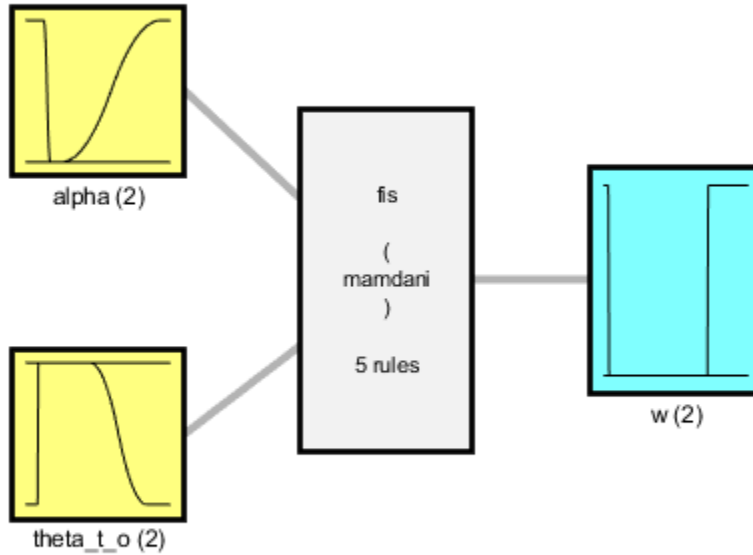 alpha (2)
fis
(
mamdani
)
5 rules
w (2)
theta_t_o (2)